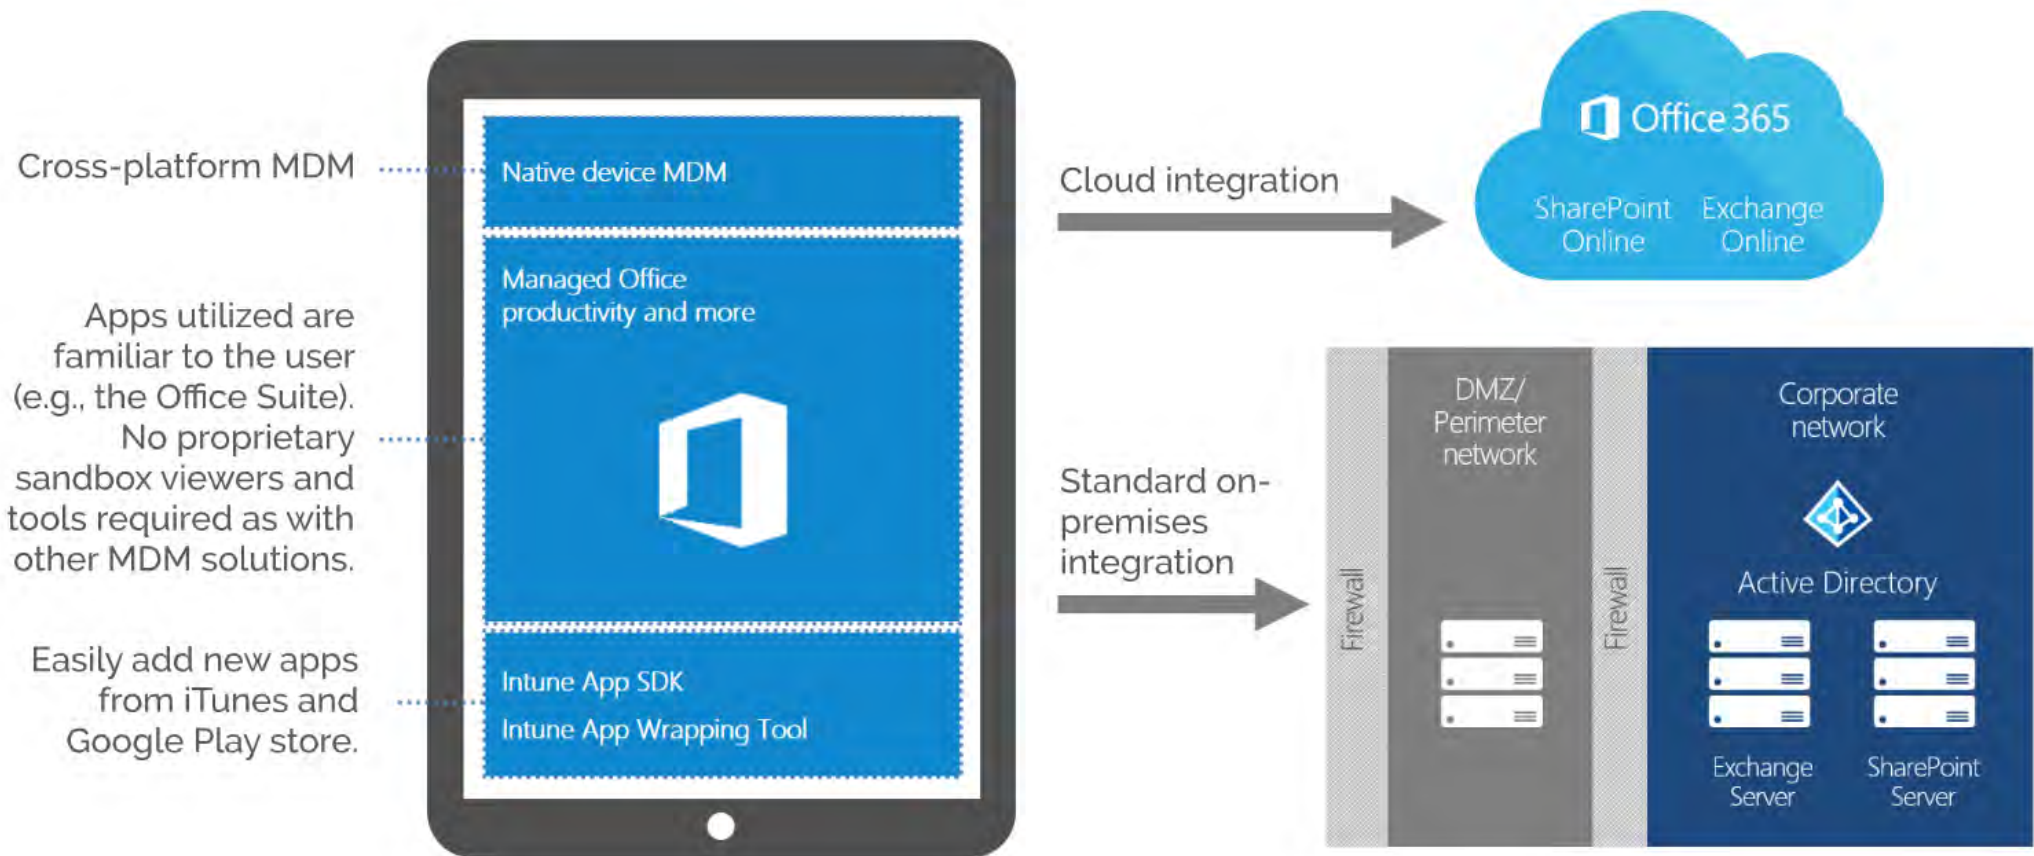 Cross-platform MDM
Apps utilized are
familiar to the user
(e.g., the Office Suite).
No proprietary
sandbox viewers and
tools required as with
other MDM solutions.
Easily add new apps
from iTunes and
Google Play store.
Native device MDM
Managed Office
productivity and more
Intune App SDK
Intune App Wrapping Tool
Cloud integration
Standard on-
premises
integration
Office 365
SharePoint
Online
Exchange
Online
Firewall
DMZ/
Perimeter
network
Firewall
Corporate
network
Active Directory
Exchange
Server
SharePoint
Server